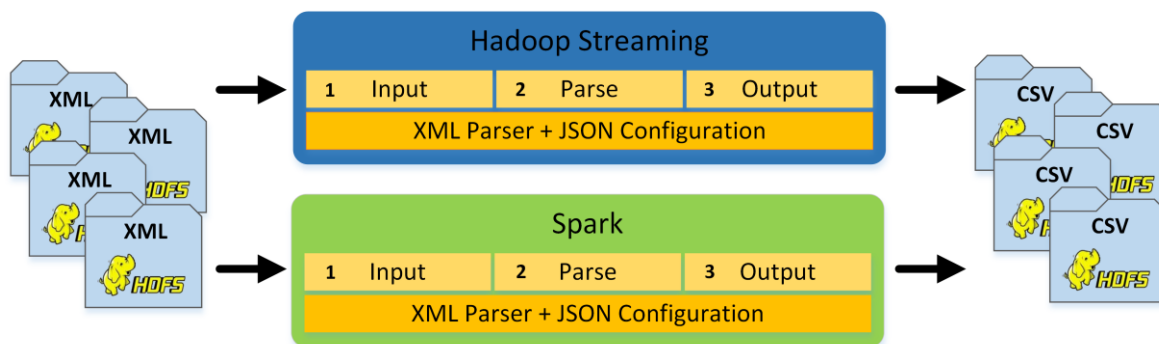 Hadoop Streaming
1 Input 2 Parse 3 Output
XML Parser + JSON Configuration
XML
XML
HDFS
XML
XML
HDFS
CSV
CSV
CSV
CSV
HDFS
Spark
1 Input 2 Parse 3 Output
XML Parser + JSON Configuration